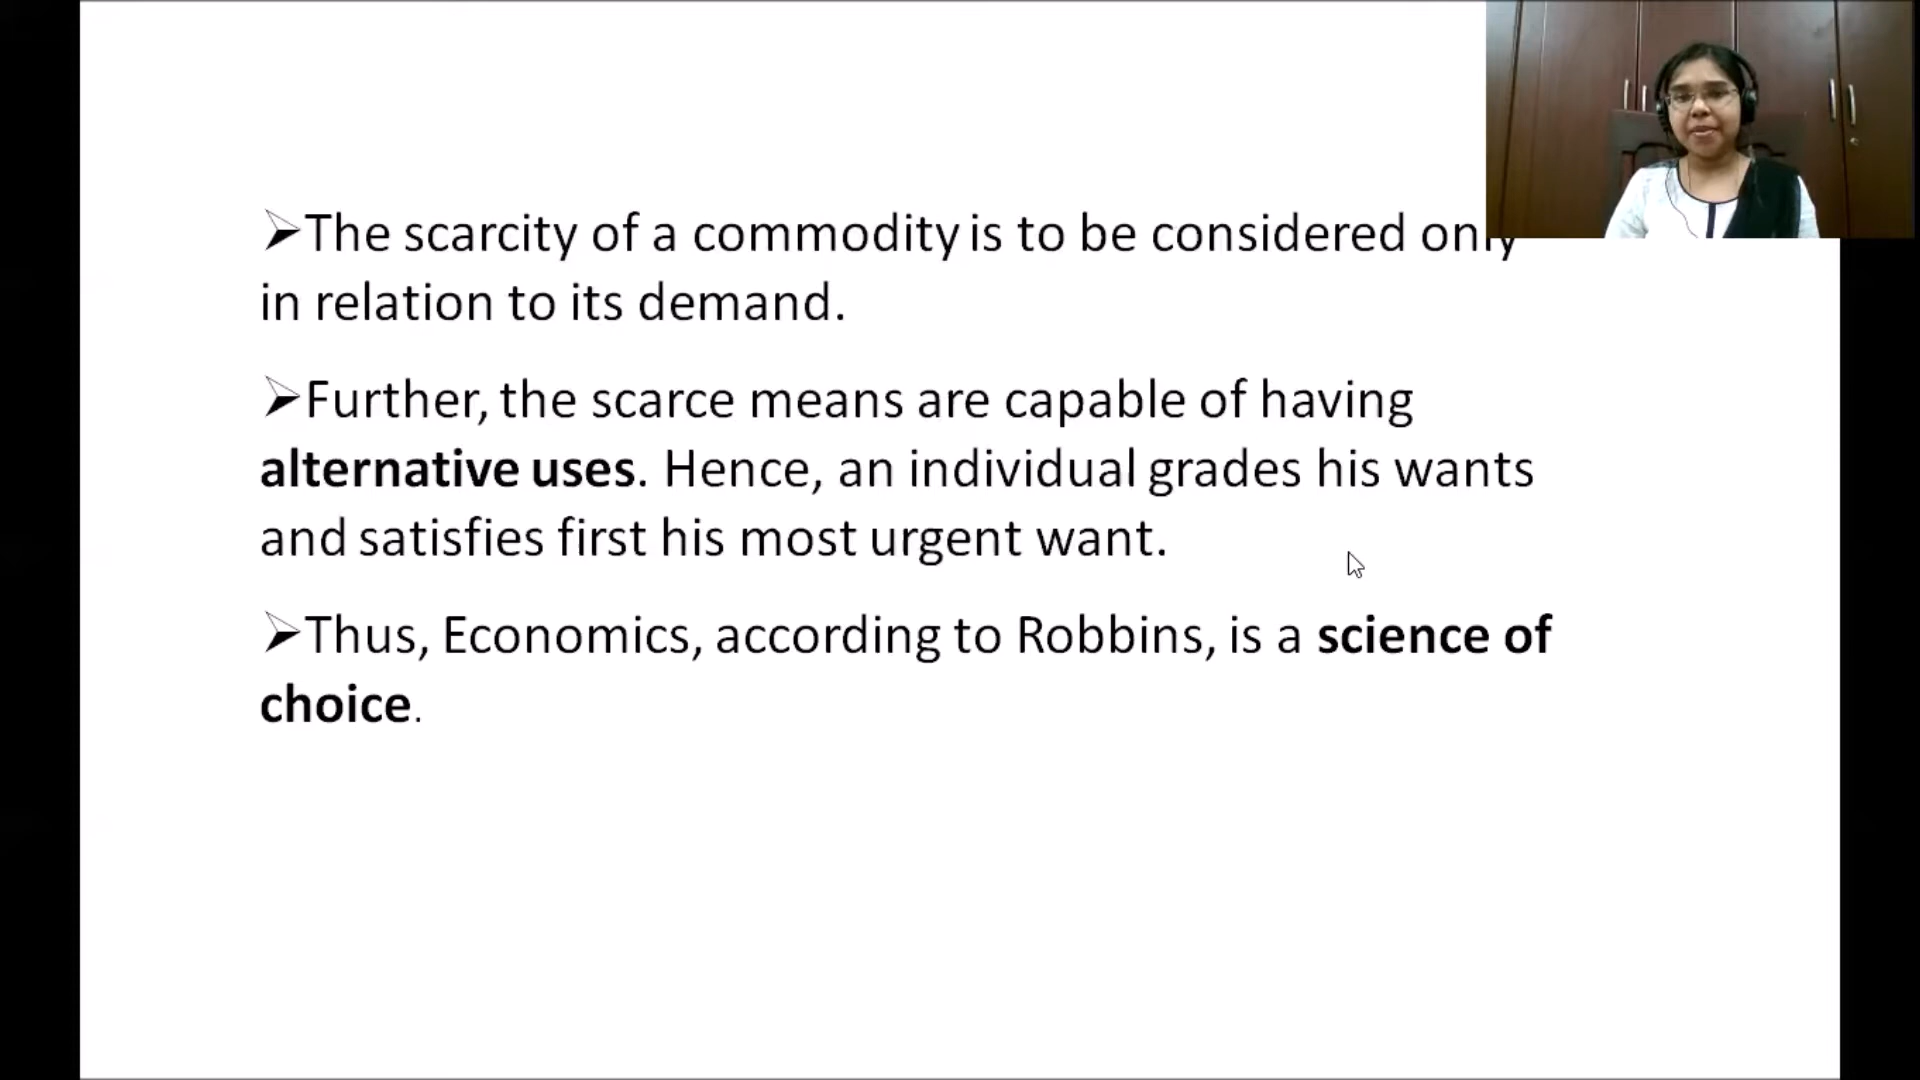 ➢The scarcity of a commodity is to be considered only
in relation to its demand.
➢Further, the scarce means are capable of having
alternative uses. Hence, an individual grades his wants
and satisfies first his most urgent want.
➢Thus, Economics, according to Robbins, is a science of
choice.